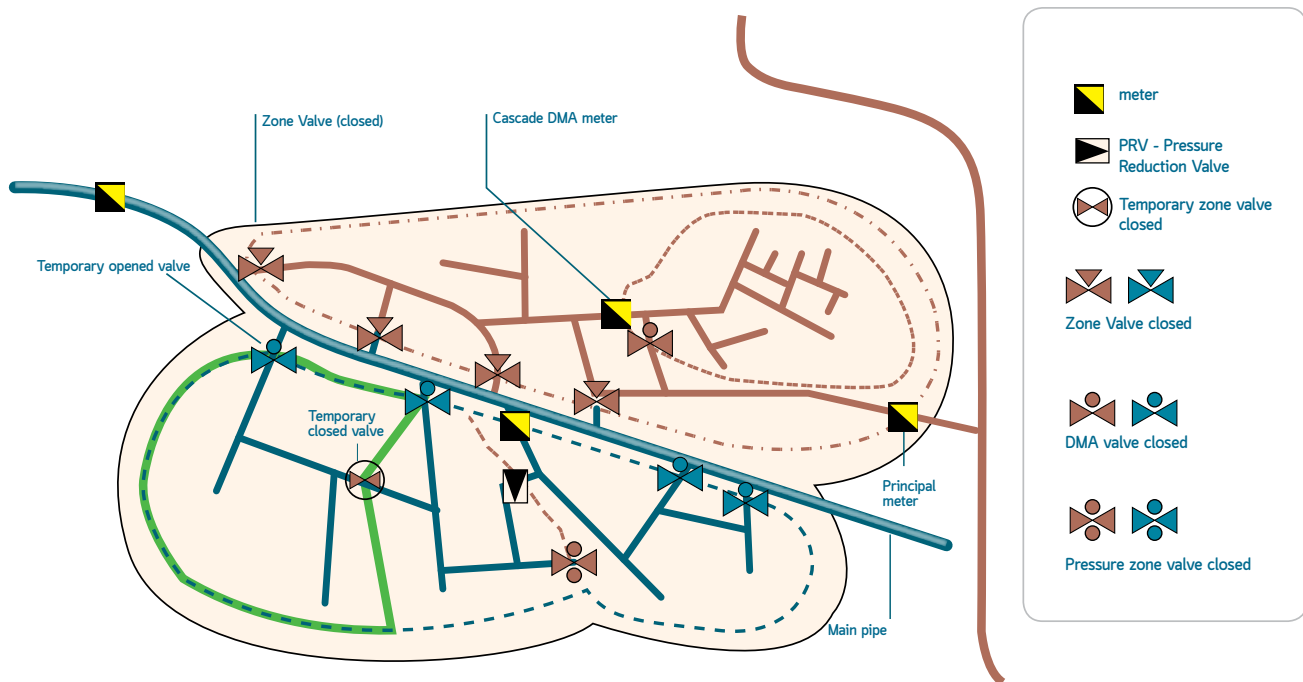 Zone Valve (closed)
Cascade DMA meter
Temporary opened valve
Temporary
closed valve
Principal
meter
Main pipe
meter
PRV - Pressure
Reduction Valve
Temporary zone valve
closed
Zone Valve closed
DMA valve closed
Pressure zone valve closed